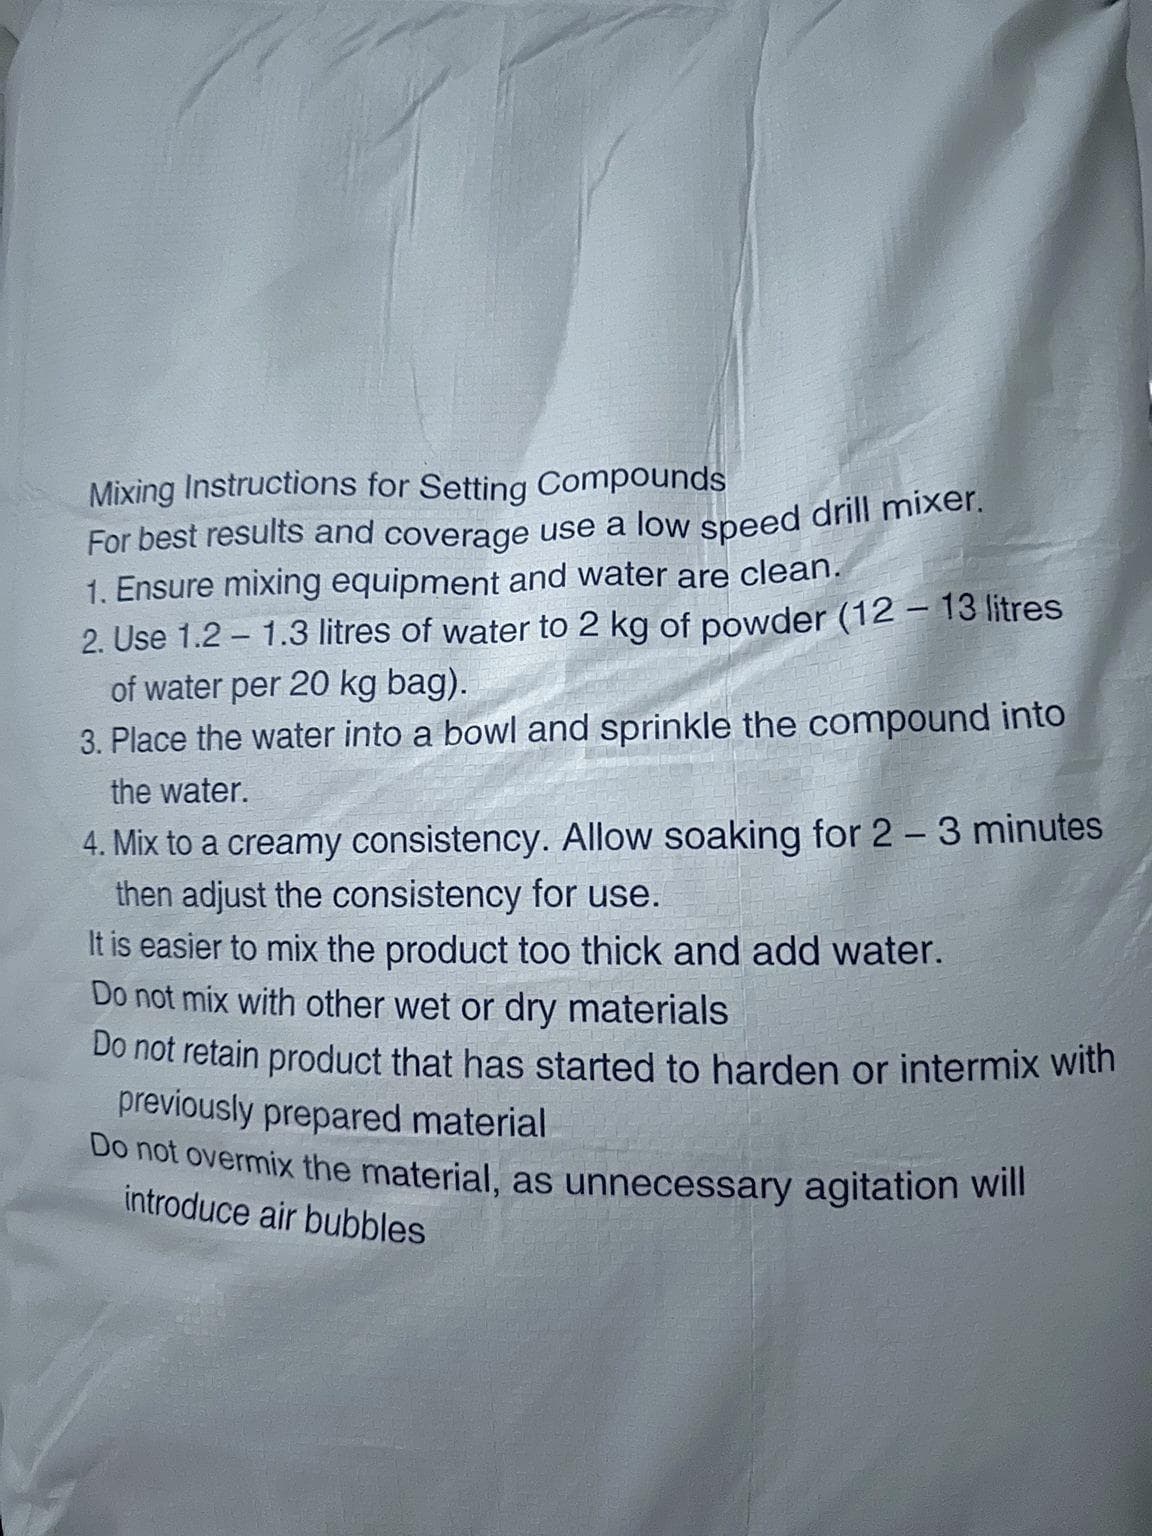 Mixing Instructions for Setting Compounds
For best results and coverage use a low speed drill mixer.
1. Ensure mixing equipment and water are clean.
2. Use 1.2 – 1.3 litres of water to 2 kg of powder (12 – 13 litres
of water per 20 kg bag).
3. Place the water into a bowl and sprinkle the compound into
the water.
4. Mix to a creamy consistency. Allow soaking for 2 – 3 minutes
then adjust the consistency for use.
It is easier to mix the product too thick and add water.
Do not mix with other wet or dry materials
Do not retain product that has started to harden or intermix with
previously prepared material
Do not overmix the material, as unnecessary agitation will
introduce air bubbles